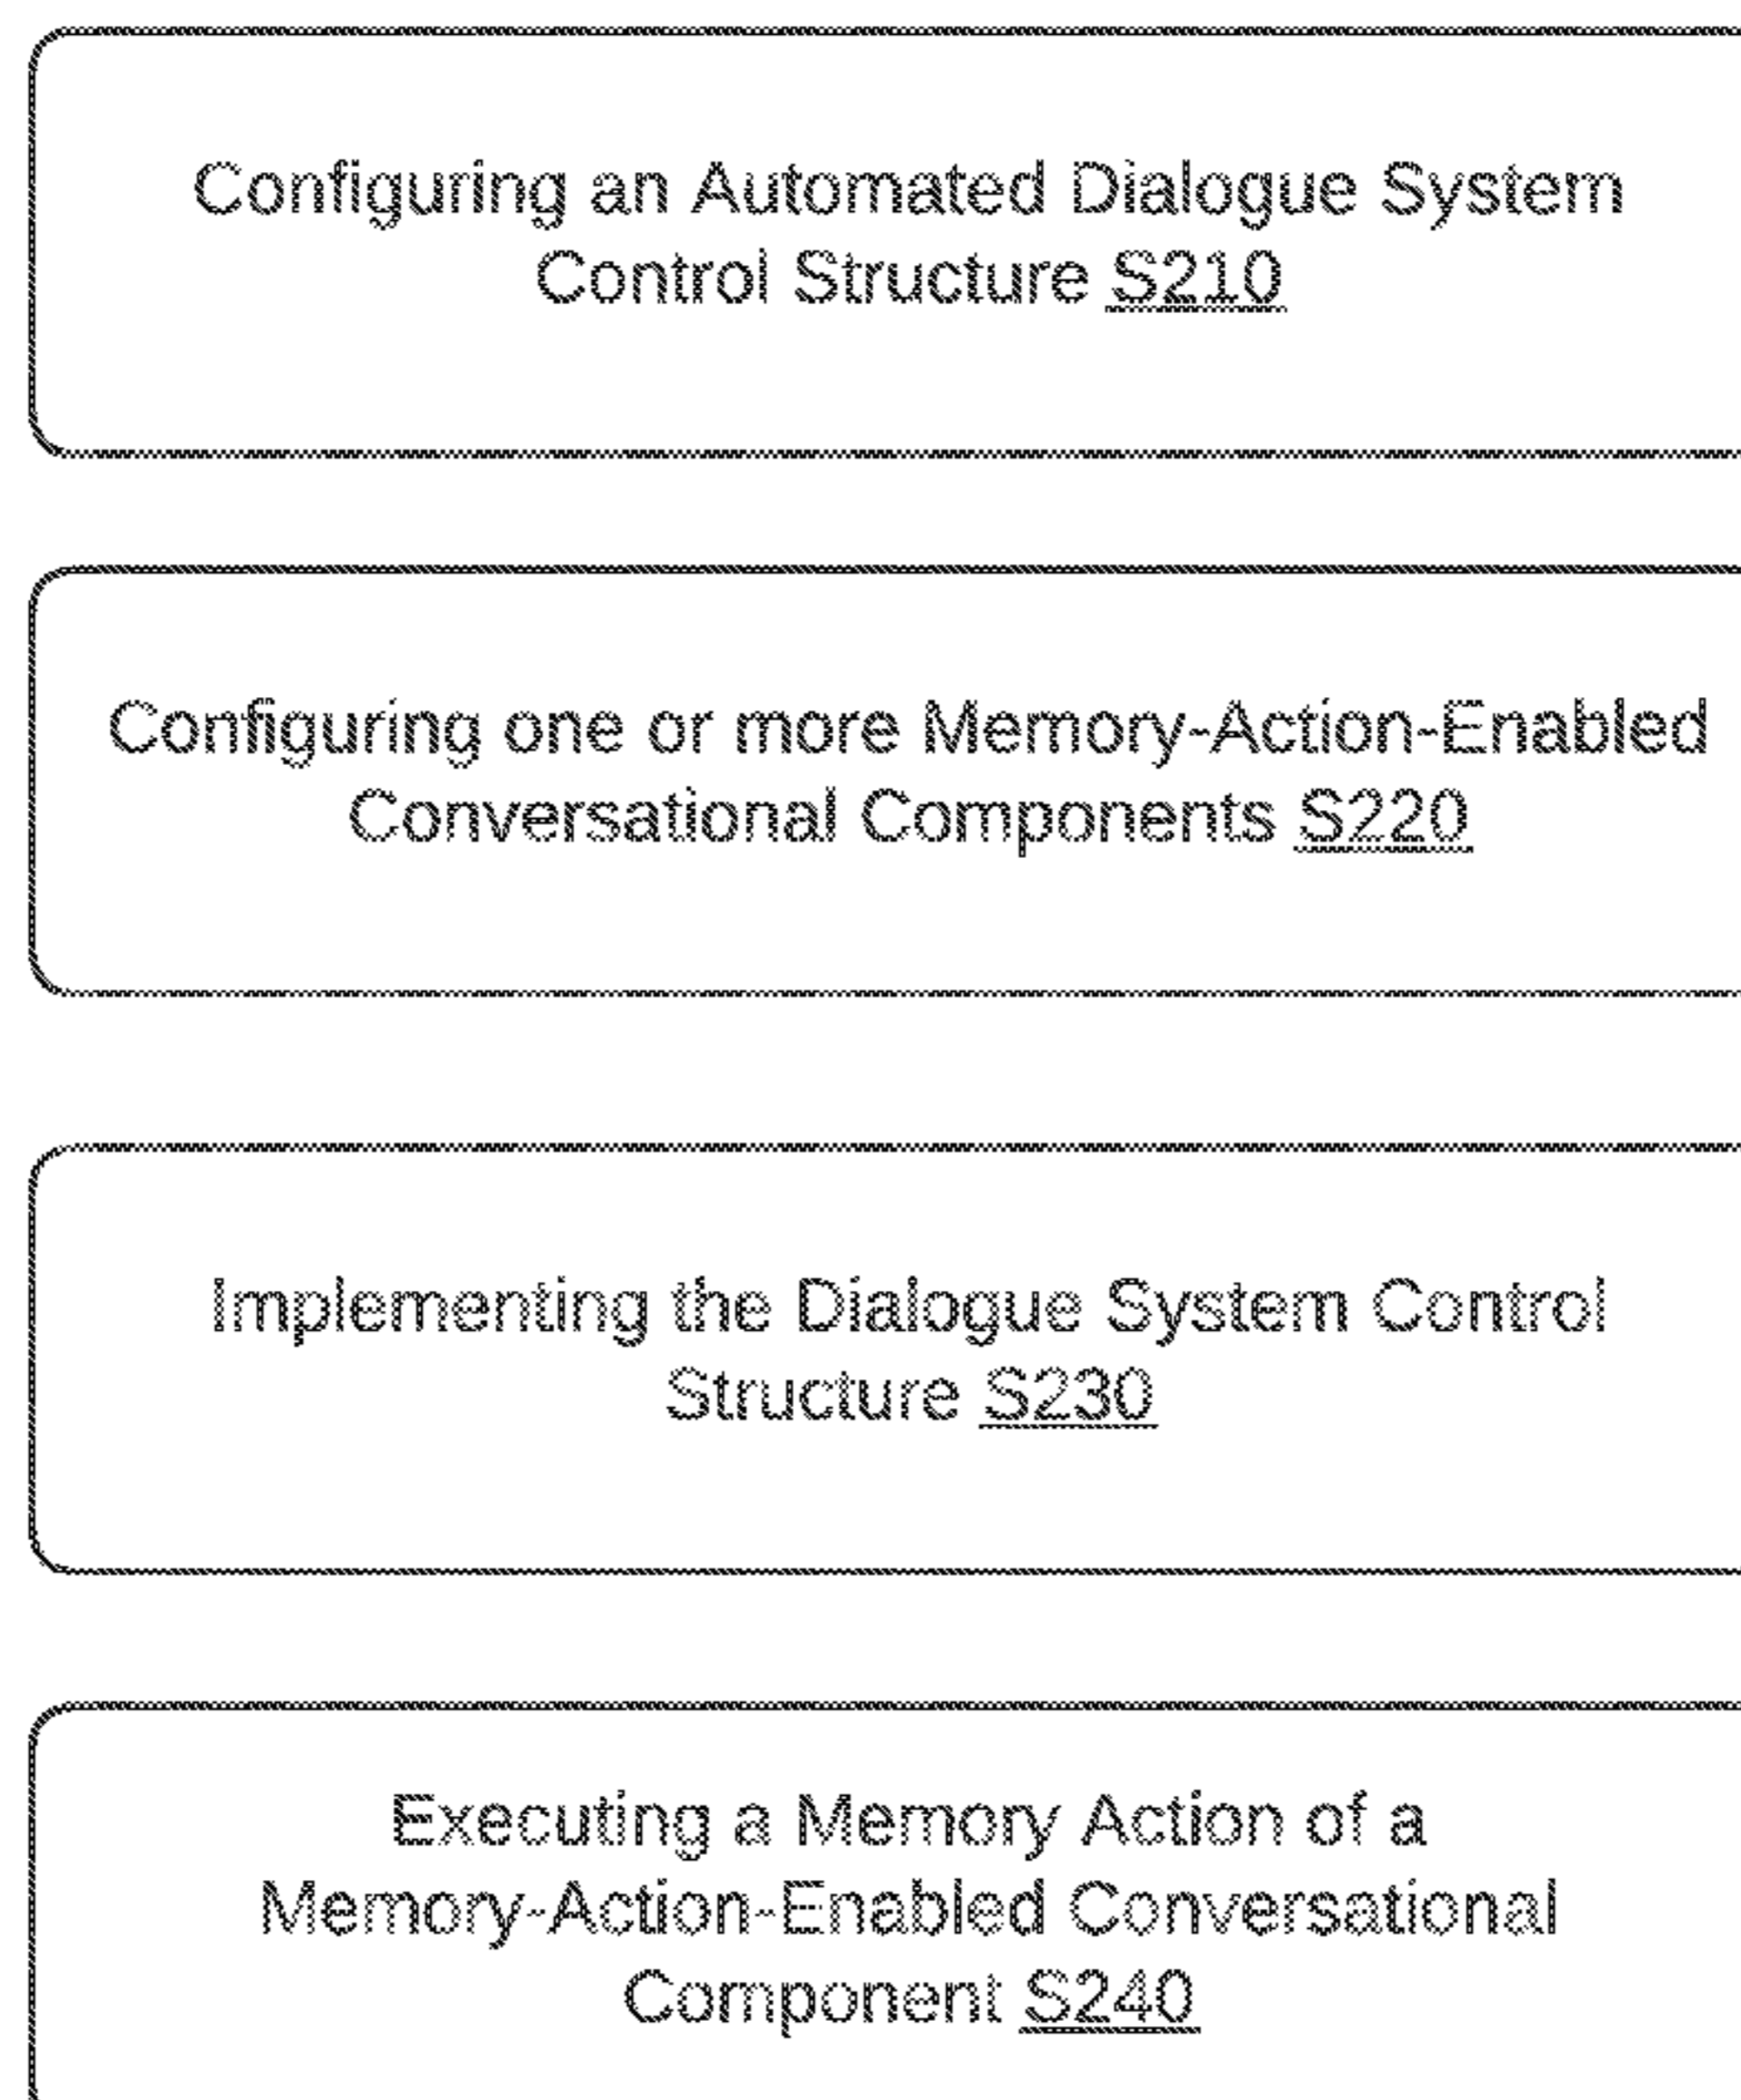 Configuring an Automated Dialogue System
Control Structure S210
Configuring one or more Memory-Action-Enabled
Conversational Components S220
Implementing the Dialogue System Control
Structure S230
Executing a Memory Action of a
Memory-Action-Enabled Conversational
Component S240